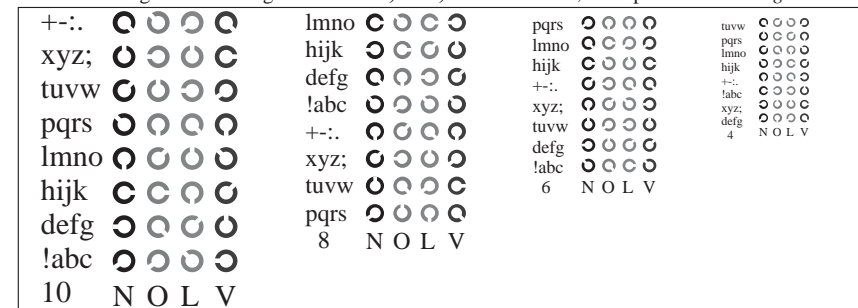 +-:.
xyz;
tuvw
pqrs
lmno
hijk
defg
!abc
10 N O L V
lmno
hijk
defg
!abc
+-:.
xyz;
tuvw
pqrs
8 N O L V
pqrs
lmno
hijk
+-:.
xyz;
tuvw
defg
!abc
6 N O L V
tuvw
pqrs
lmno
hijk
+-:.
!abc
xyz;
defg
4 N O L V